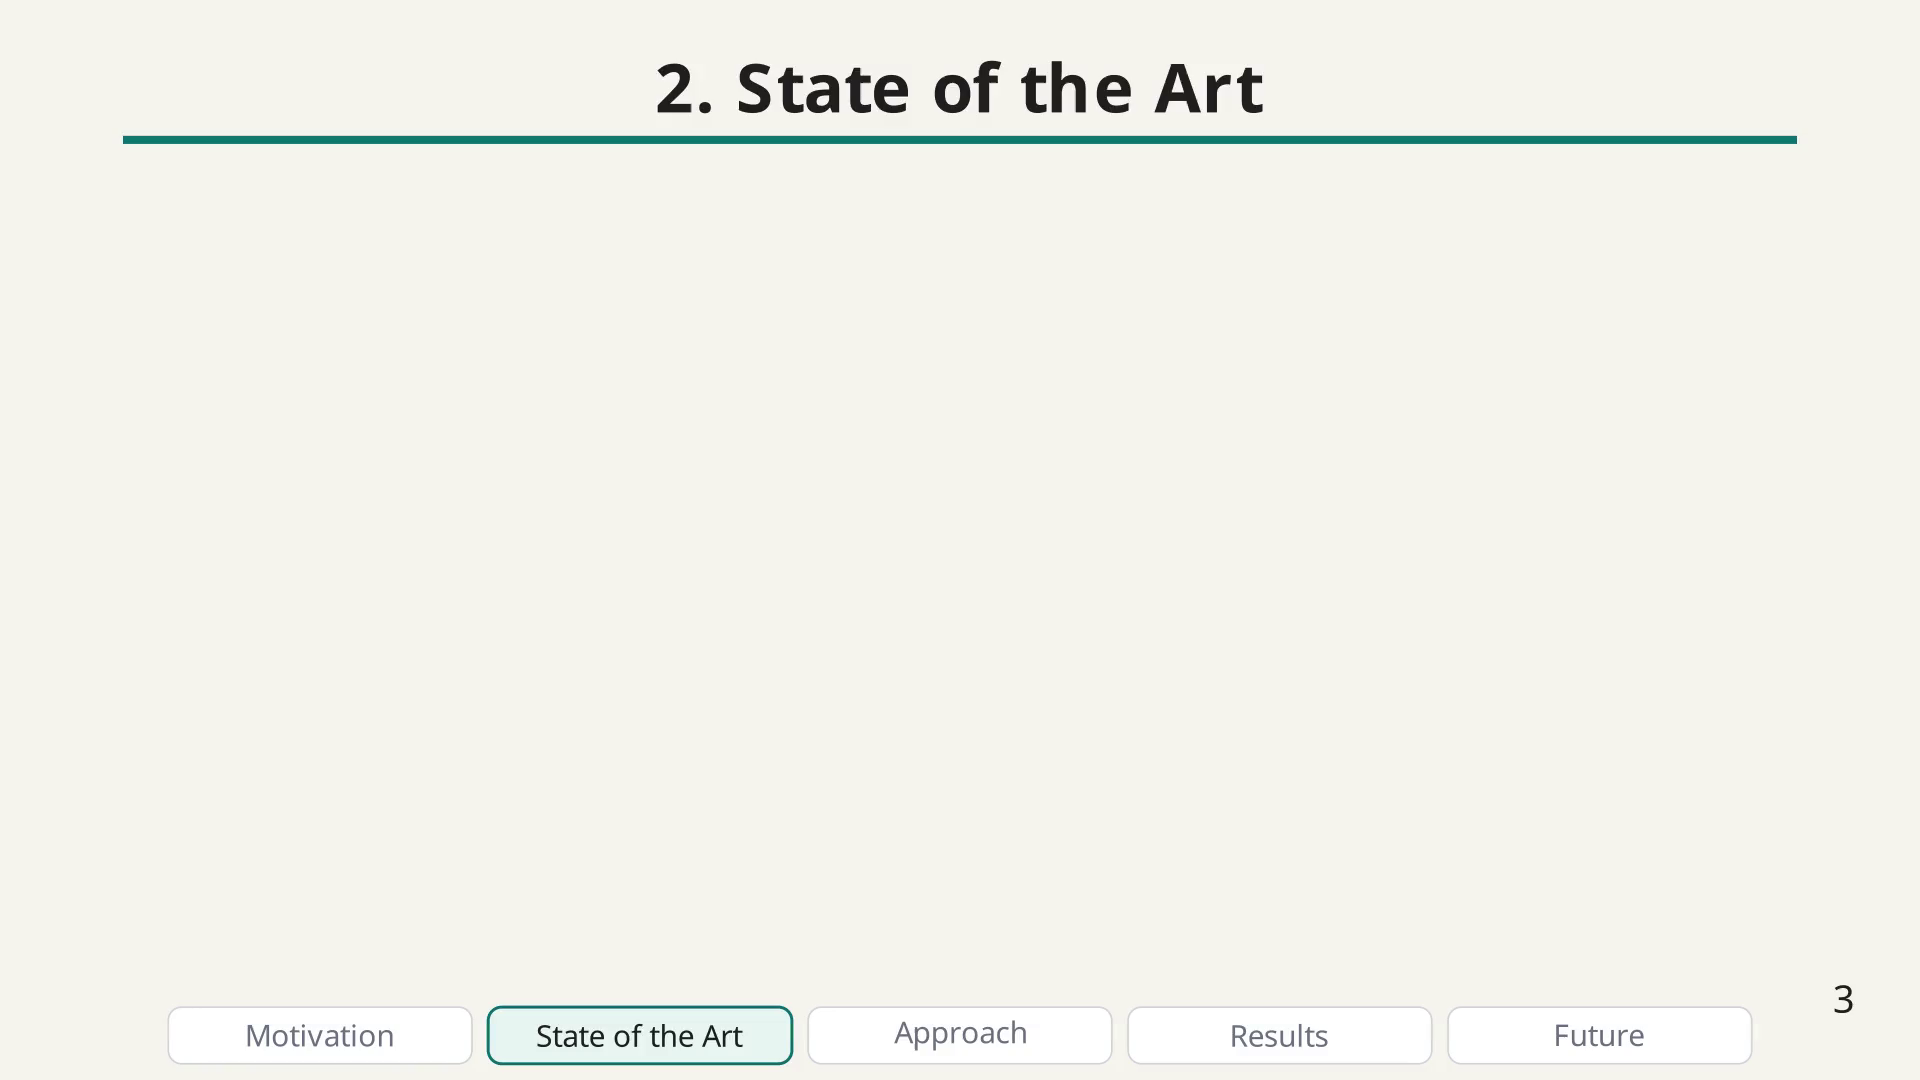 2. State of the Art
3
Motivation
State of the Art
Approach
Results
Future